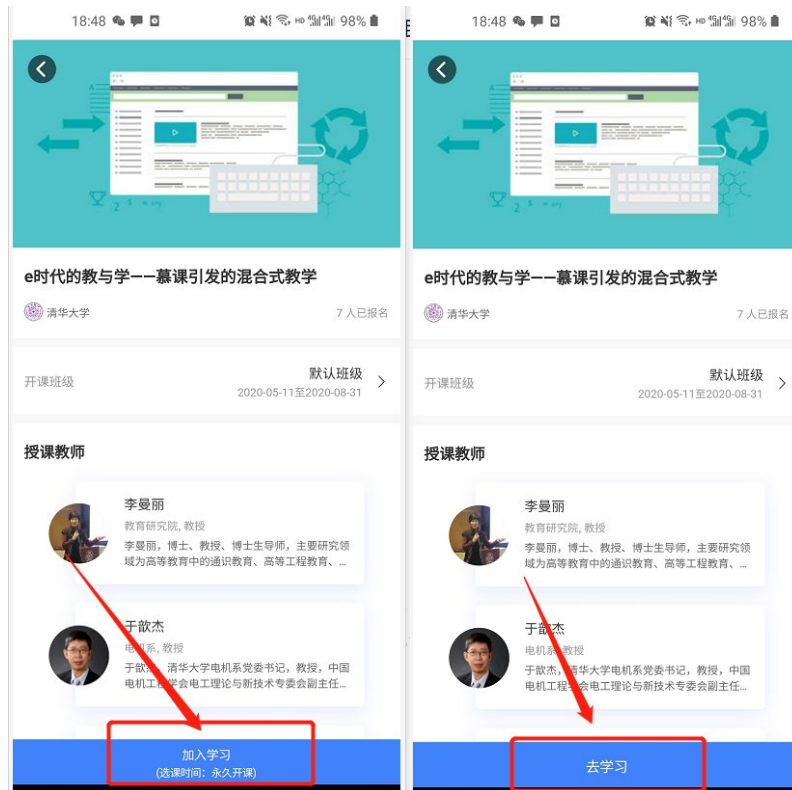 18:48
HD 4G 4G 98%
e时代的教与学——慕课引发的混合式教学
清华大学
7 人已报名
开课班级
默认班级
2020-05-11至2020-08-31
授课教师
李曼丽
教育研究院, 教授
李曼丽，博士、教授、博士生导师，主要研究领
域为高等教育中的通识教育、高等工程教育、...
于歆杰
电机系, 教授
于歆杰，清华大学电机系党委书记，教授，中国
电机工程学会电工理论与新技术专委会副主任...
加入学习
(选课时间：永久开课)
18:48
HD 4G 4G 98%
e时代的教与学——慕课引发的混合式教学
清华大学
7 人已报名
开课班级
默认班级
2020-05-11至2020-08-31
授课教师
李曼丽
教育研究院, 教授
李曼丽，博士、教授、博士生导师，主要研究领
域为高等教育中的通识教育、高等工程教育、...
于歆杰
电机系, 教授
于歆杰，清华大学电机系党委书记，教授，中国
电机工程学会电工理论与新技术专委会副主任...
去学习